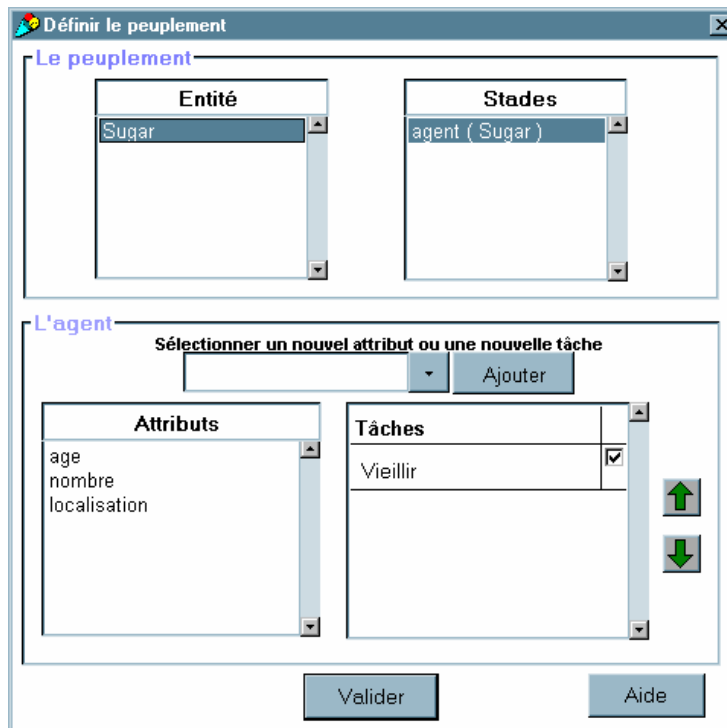 Définir le peuplement
Le peuplement
Entité
Stades
Sugar
agent ( Sugar )
L'agent
Sélectionner un nouvel attribut ou une nouvelle tâche
Ajouter
Attributs
Tâches
age
nombre
localisation
Vieillir
Valider
Aide